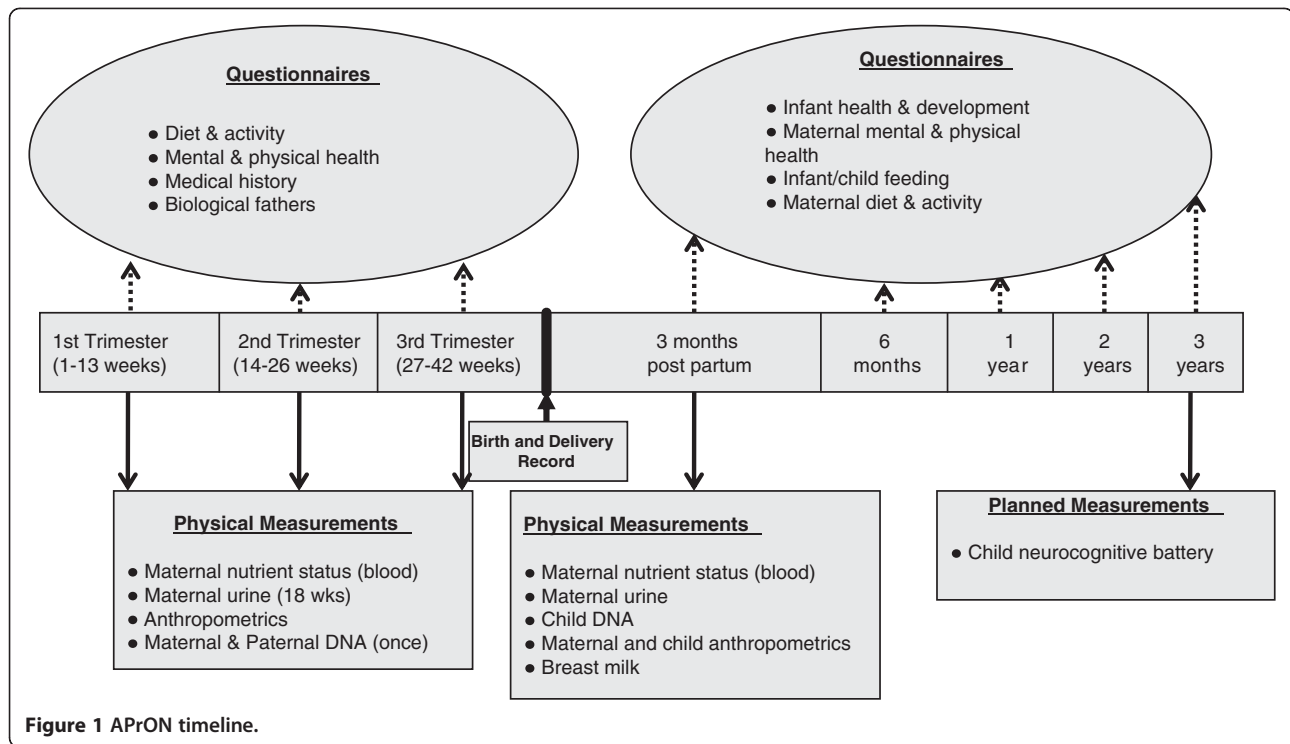 Questionnaires
● Diet & activity
● Mental & physical health
● Medical history
● Biological fathers
Questionnaires
● Infant health & development
● Maternal mental & physical
health
● Infant/child feeding
● Maternal diet & activity
1st Trimester
(1-13 weeks)
2nd Trimester
(14-26 weeks)
3rd Trimester
(27-42 weeks)
3 months
post partum
6
months
1
year
2
years
3
years
Birth and Delivery
Record
Physical Measurements
● Maternal nutrient status (blood)
● Maternal urine (18 wks)
● Anthropometrics
● Maternal & Paternal DNA (once)
Physical Measurements
● Maternal nutrient status (blood)
● Maternal urine
● Child DNA
● Maternal and child anthropometrics
● Breast milk
Planned Measurements
● Child neurocognitive battery
Figure 1 APrON timeline.